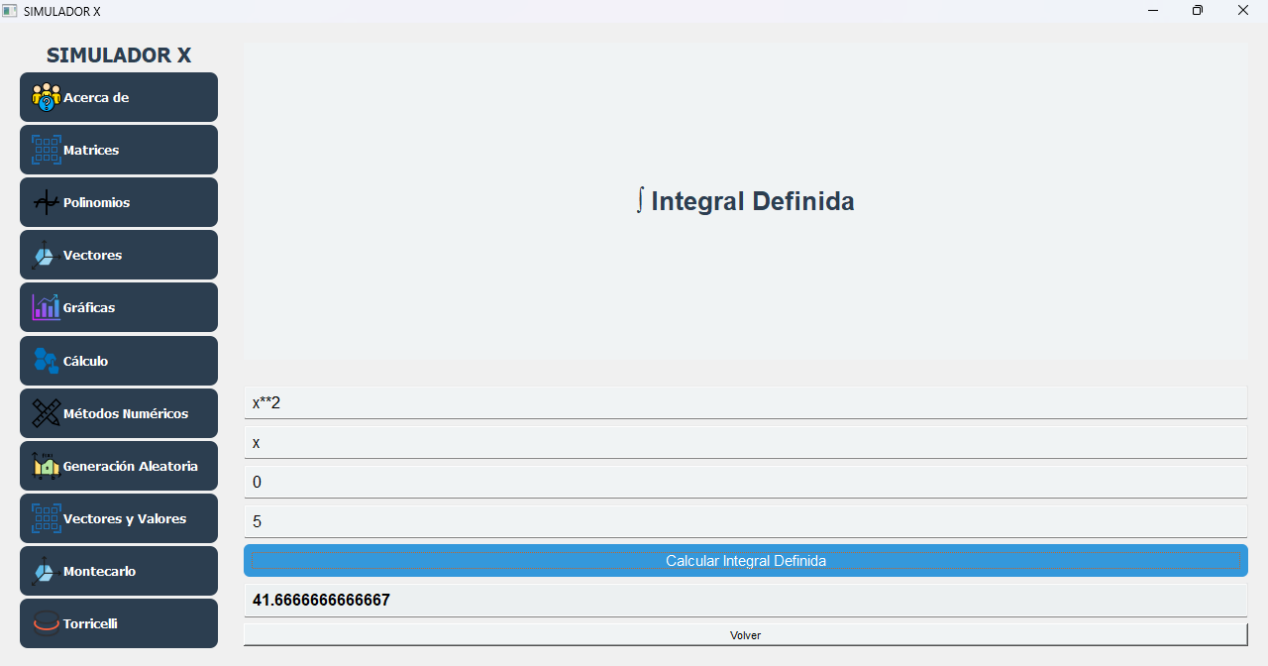 SIMULADOR X
SIMULADOR X
Acerca de
Matrices
Polinomios
Vectores
Gráficas
Cálculo
Métodos Numéricos
Generación Aleatoria
Vectores y Valores
Montecarlo
Torricelli
∫ Integral Definida
x**2
x
0
5
Calcular Integral Definida
41.6666666666667
Volver